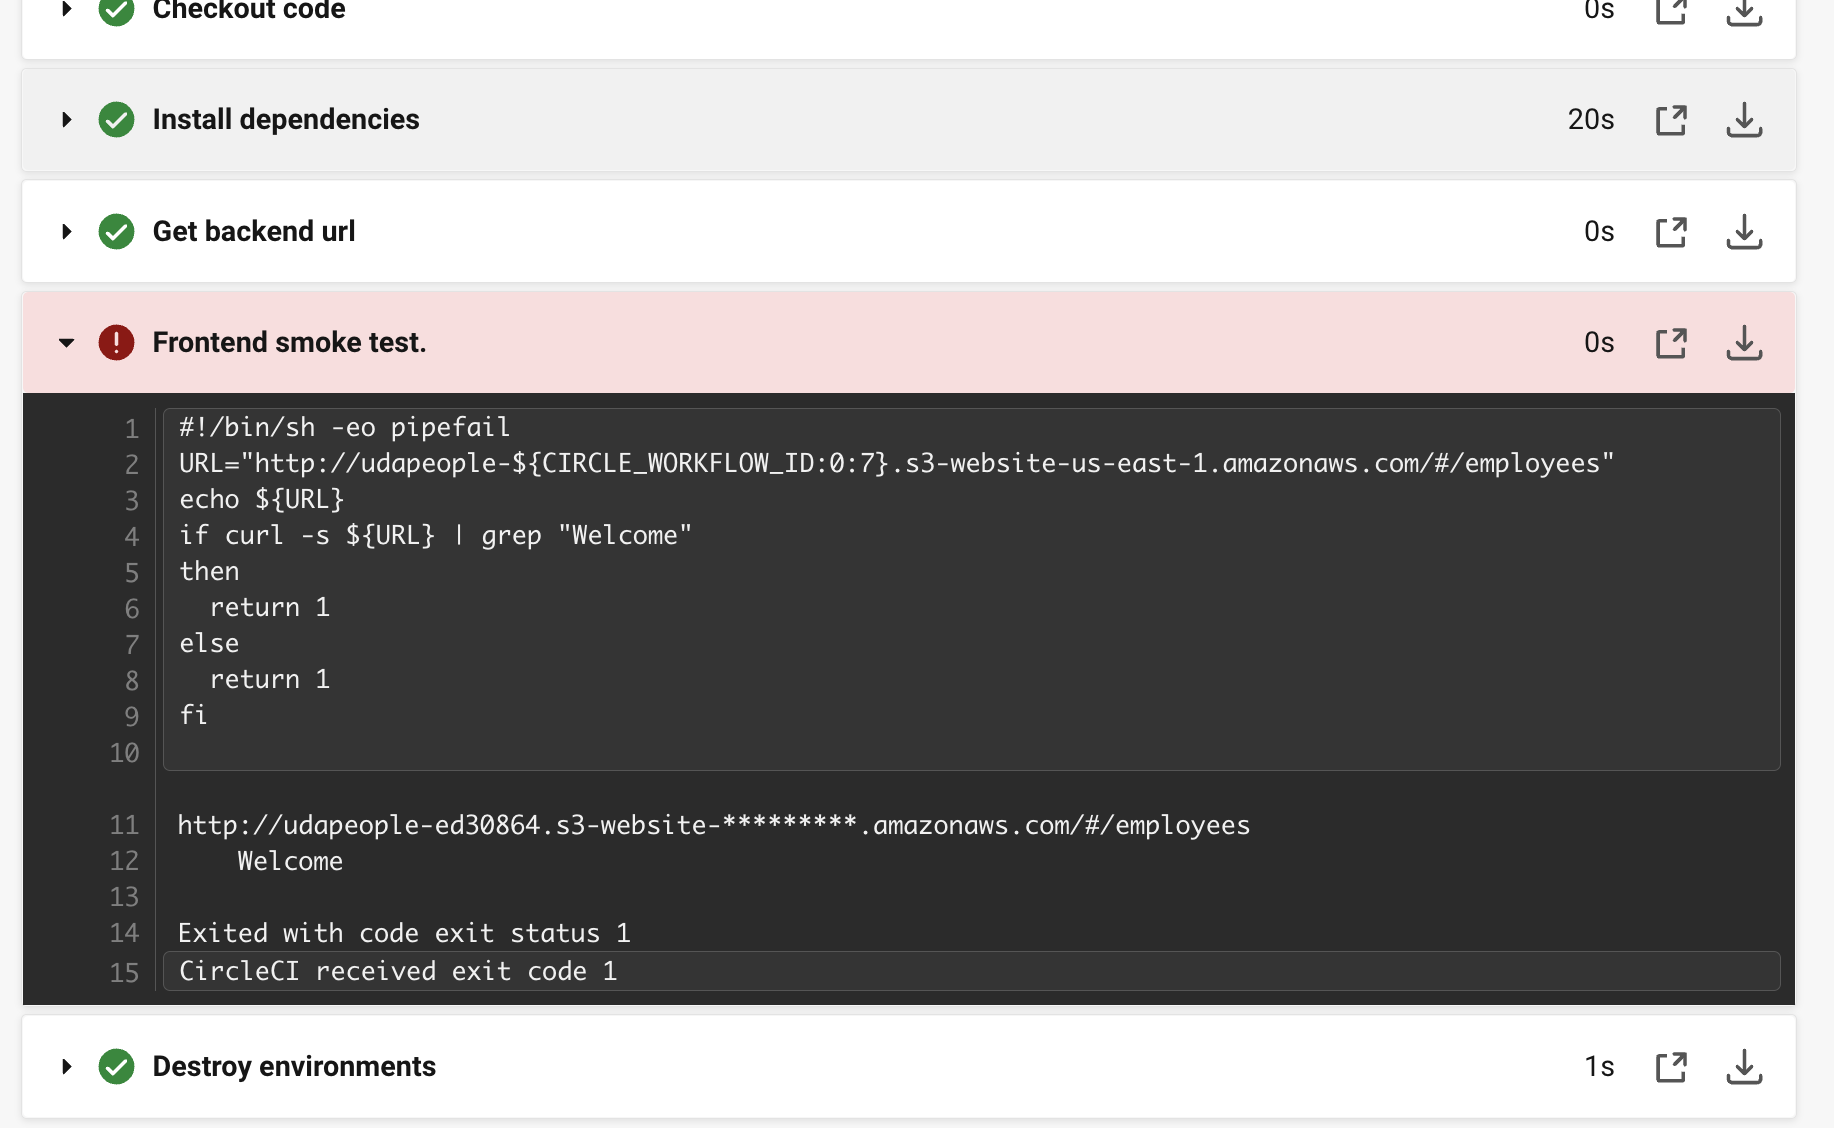 Checkout code 0s
Install dependencies 20s
Get backend url 0s
Frontend smoke test. 0s
1 #!/bin/sh -eo pipefail
2 URL="http://udapeople-${CIRCLE_WORKFLOW_ID:0:7}.s3-website-us-east-1.amazonaws.com/#/employees"
3 echo ${URL}
4 if curl -s ${URL} | grep "Welcome"
5 then
6   return 1
7 else
8   return 1
9 fi
10
11 http://udapeople-ed30864.s3-website-*********.amazonaws.com/#/employees
12     Welcome
13
14 Exited with code exit status 1
15 CircleCI received exit code 1
Destroy environments 1s